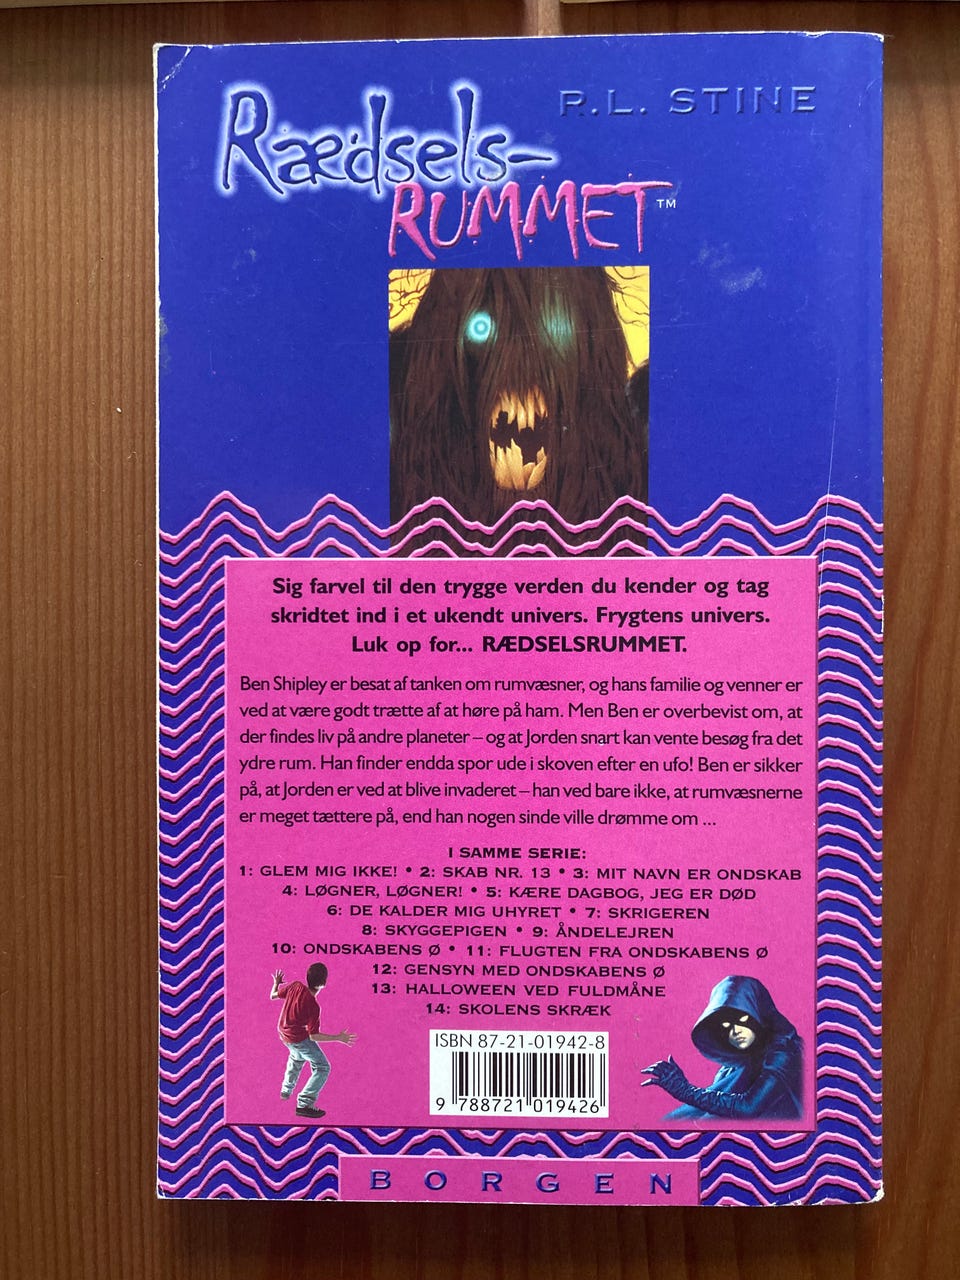 R.L. STINE
Rædsels-
RUMMET™
Sig farvel til den trygge verden du kender og tag
skridtet ind i et ukendt univers. Frygtens univers.
Luk op for... RÆDSELSRUMMET.
Ben Shipley er besat af tanken om rumvæsner, og hans familie og venner er
ved at være godt trætte af at høre på ham. Men Ben er overbevist om, at
der findes liv på andre planeter – og at Jorden snart kan vente besøg fra det
ydre rum. Han finder endda spor ude i skoven efter en ufo! Ben er sikker
på, at Jorden er ved at blive invaderet – han ved bare ikke, at rumvæsnerne
er meget tættere på, end han nogen sinde ville drømme om ...
I SAMME SERIE:
1: GLEM MIG IKKE! • 2: SKAB NR. 13 • 3: MIT NAVN ER ONDSKAB
4: LØGNER, LØGNER! • 5: KÆRE DAGBOG, JEG ER DØD
6: DE KALDER MIG UHYRET • 7: SKRIGEREN
8: SKYGGEPIGEN • 9: ÅNDELEJREN
10: ONDSKABENS Ø • 11: FLUGTEN FRA ONDSKABENS Ø
12: GENSYN MED ONDSKABENS Ø
13: HALLOWEEN VED FULDMÅNE
14: SKOLENS SKRÆK
ISBN 87-21-01942-8
9 788721 019426
BORGEN